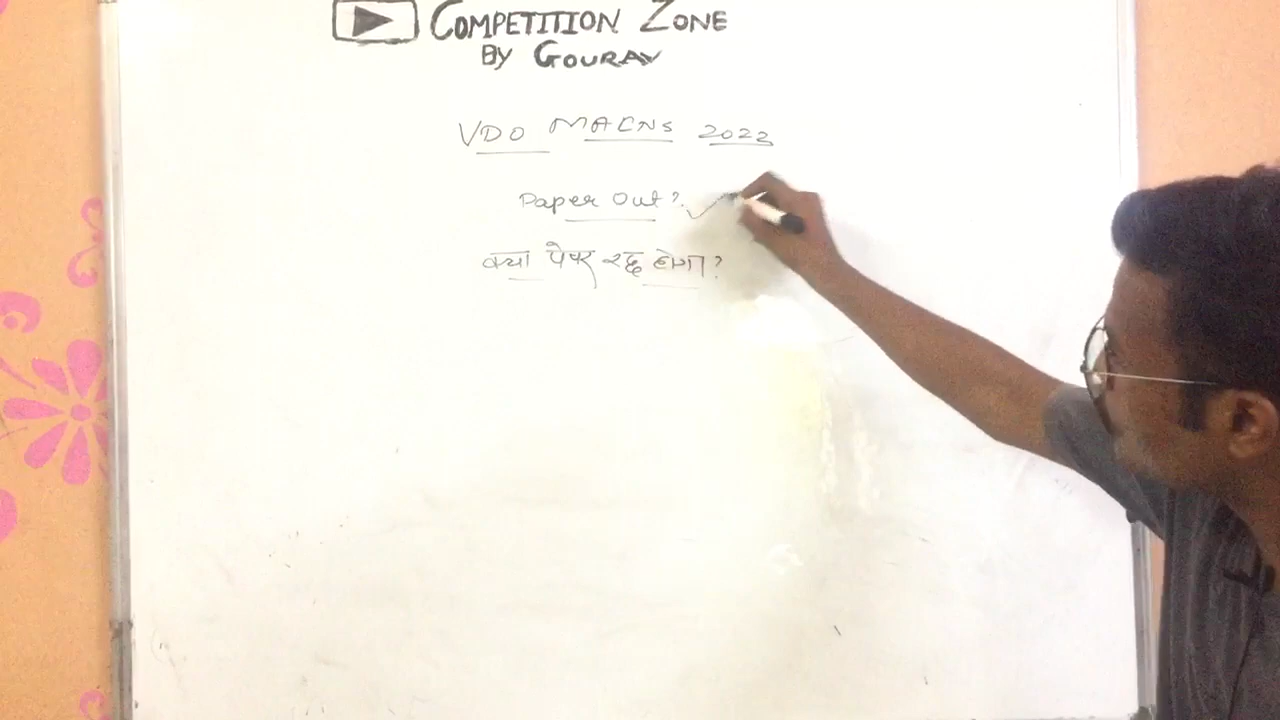 COMPETITION ZONE
BY GOURAV
VDO MAINS 2022
Paper Out?
क्या पेपर रद्द होगा?